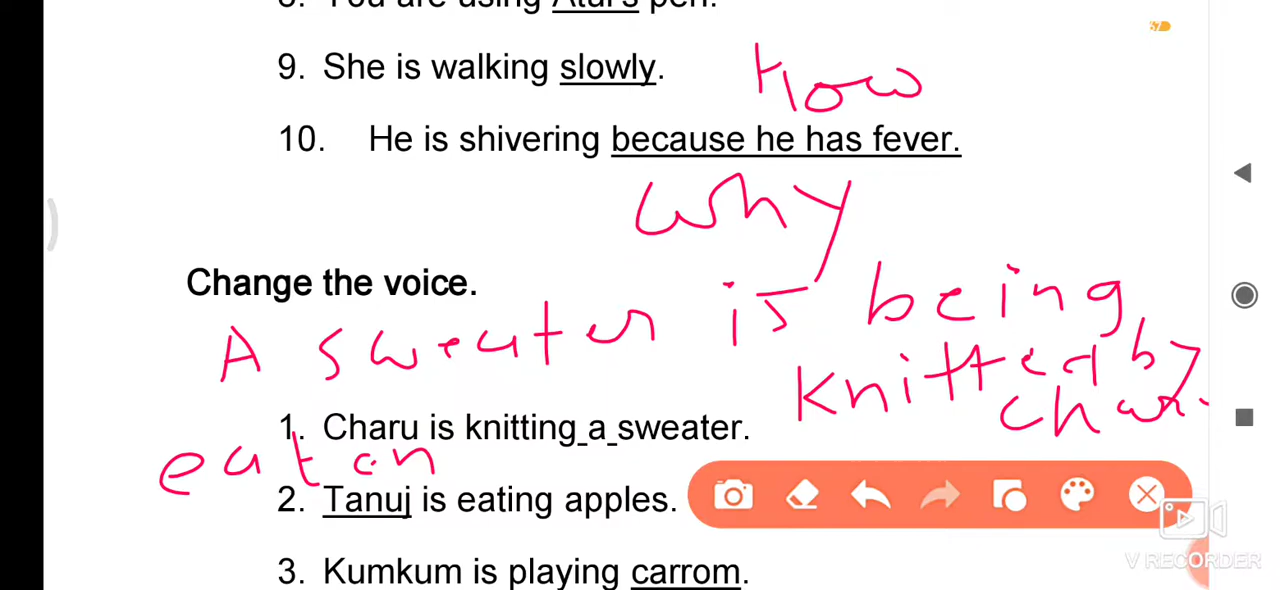 8. You are using Atul's pen.
9. She is walking slowly.
How
10. He is shivering because he has fever.
why
Change the voice.
A sweater is being
knitted by
charu
1. Charu is knitting a sweater.
eaten
2. Tanuj is eating apples.
3. Kumkum is playing carrom.
V RECORDER